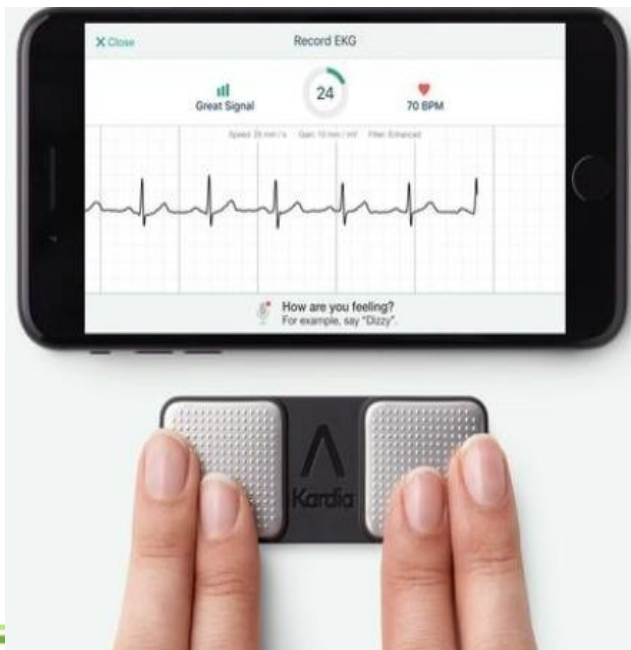 X Close
Record EKG
Great Signal
24
70 BPM
Speed: 25 mm / s Gain: 10 mm / mV Filter: Enhanced
How are you feeling?
For example, say “Dizzy”.
Kardia